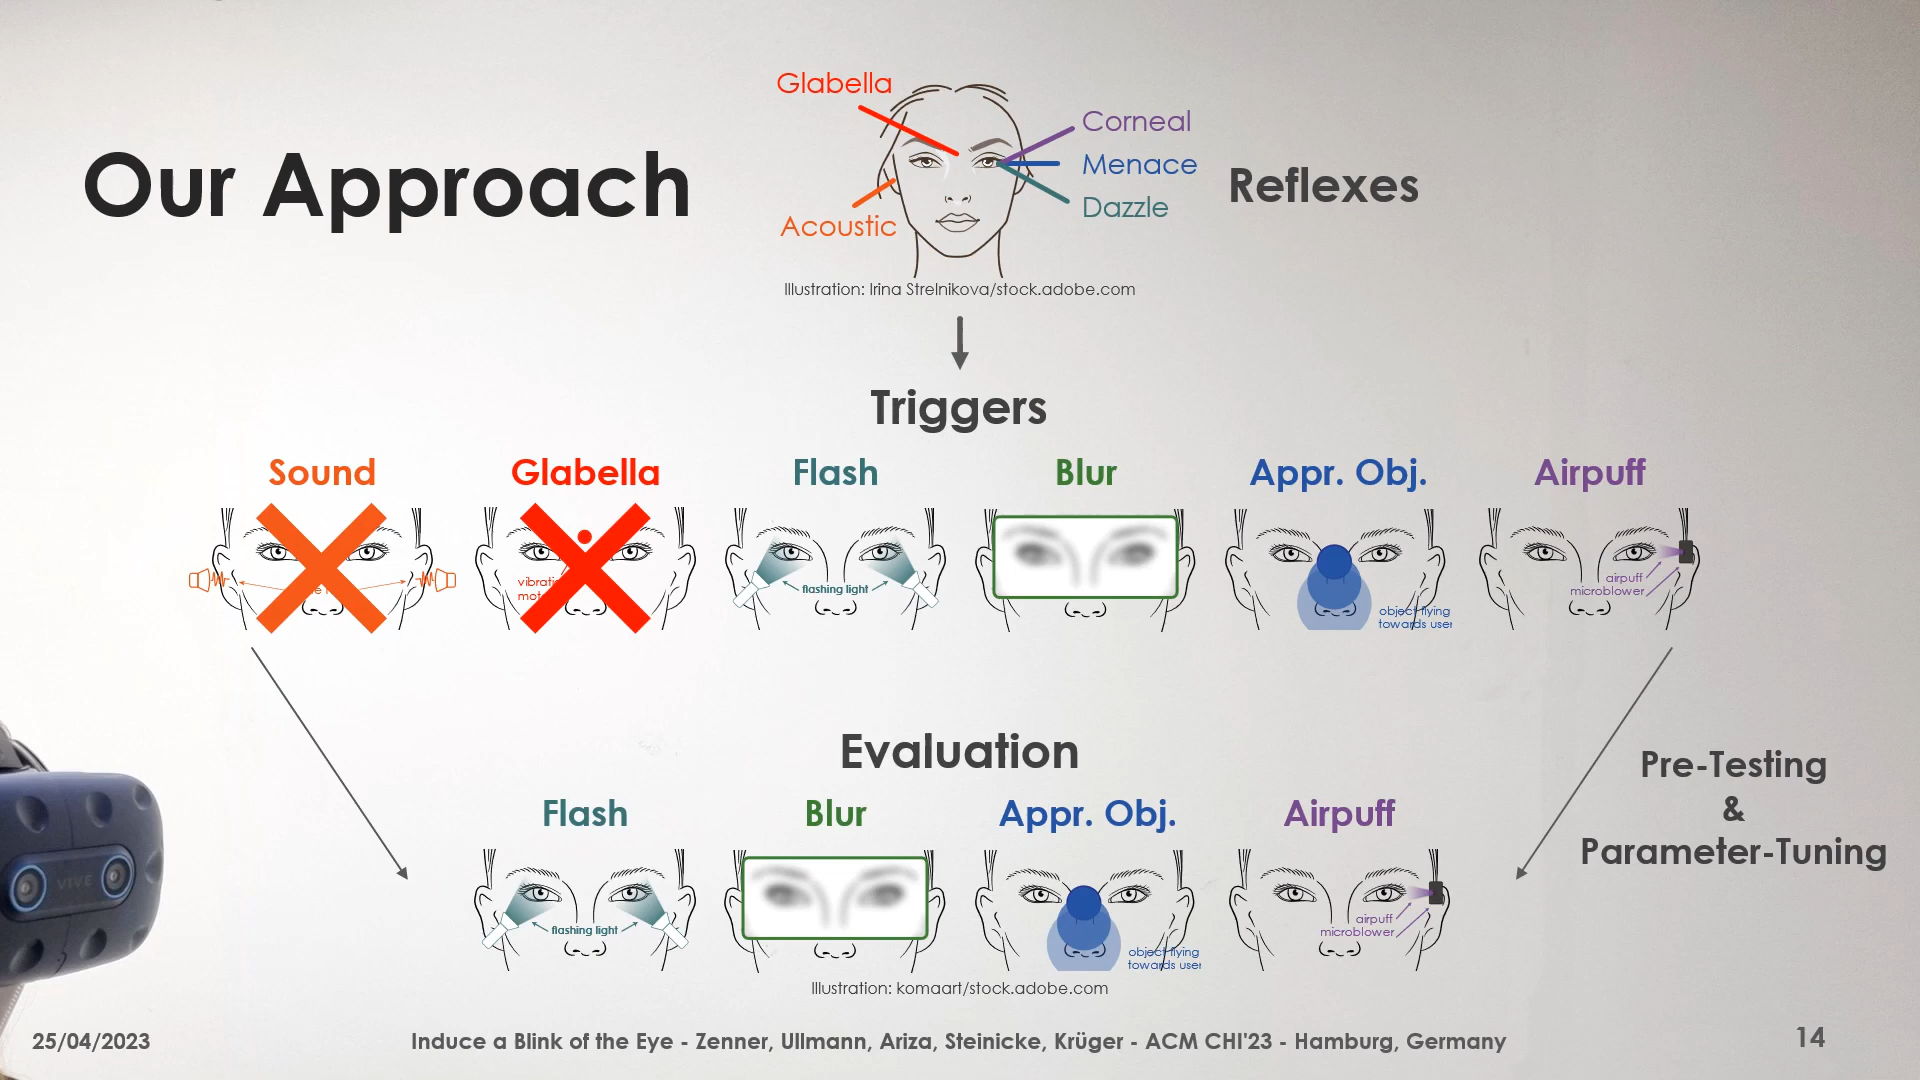 Our Approach
Glabella
Corneal
Menace
Dazzle
Acoustic
Reflexes
Illustration: Irina Strelnikova/stock.adobe.com
Triggers
Sound
Glabella
Flash
Blur
Appr. Obj.
Airpuff
flashing light
object flying
towards user
airpuff
microblower
Evaluation
Pre-Testing
&
Parameter-Tuning
Flash
Blur
Appr. Obj.
Airpuff
flashing light
object flying
towards user
airpuff
microblower
VIVE
Illustration: komaart/stock.adobe.com
25/04/2023
Induce a Blink of the Eye - Zenner, Ullmann, Ariza, Steinicke, Krüger - ACM CHI'23 - Hamburg, Germany
14